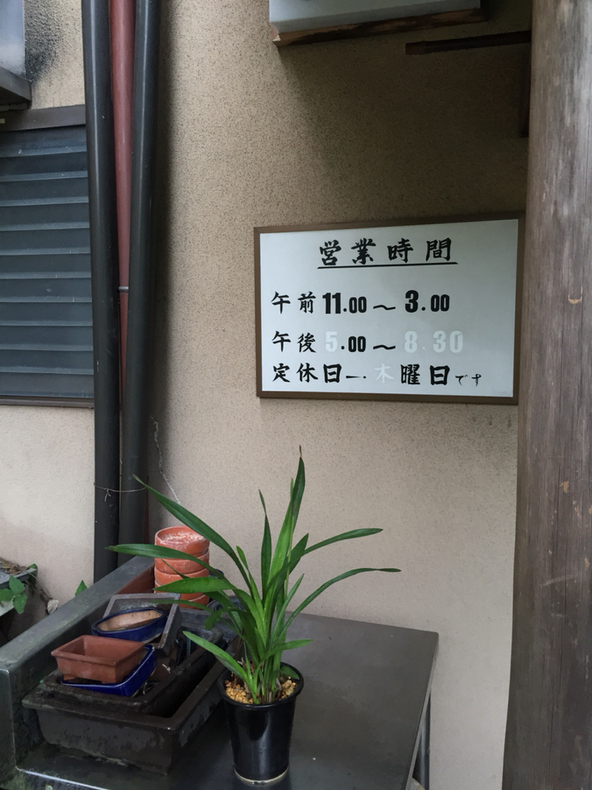 営業時間
午前 11.00 〜 3.00
午後 5.00 〜 8.30
定休日一. 木曜日です